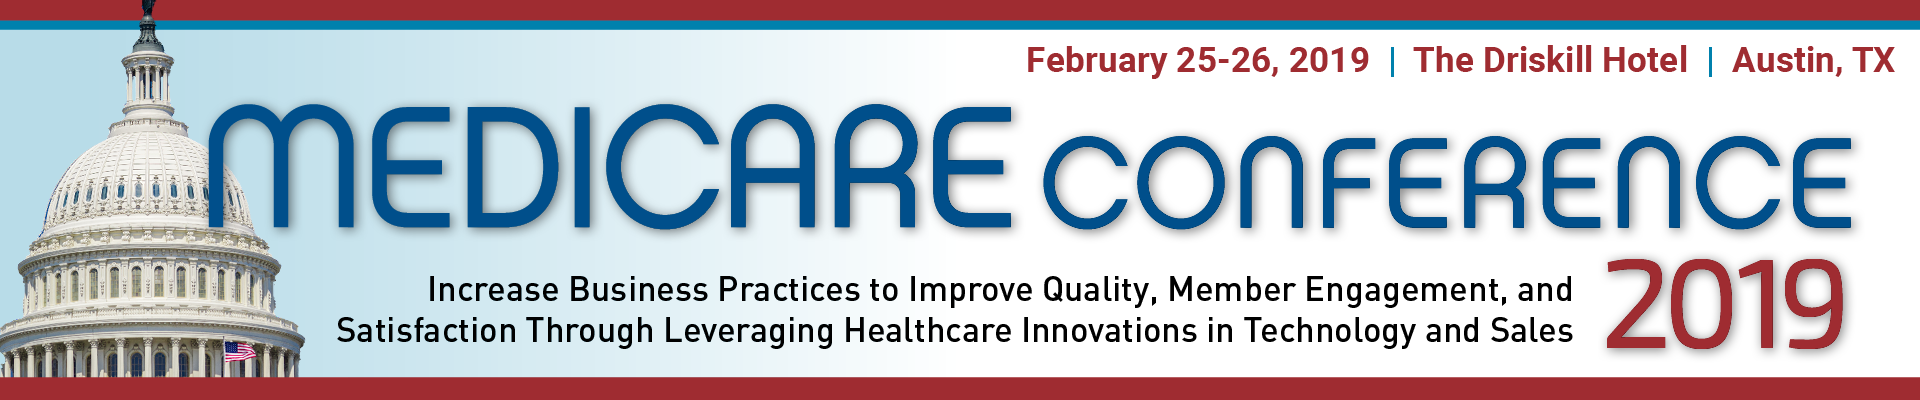 February 25-26, 2019 | The Driskill Hotel | Austin, TX
MEDICARE CONFERENCE
2019
Increase Business Practices to Improve Quality, Member Engagement, and
Satisfaction Through Leveraging Healthcare Innovations in Technology and Sales